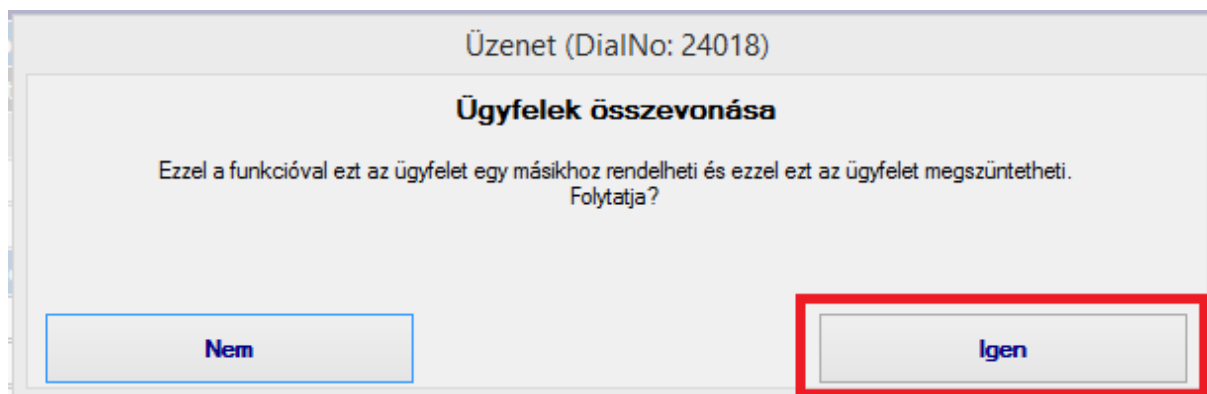 Üzenet (DialNo: 24018)
Ügyfelek összevonása
Ezzel a funkcióval ezt az ügyfelet egy másikhoz rendelheti és ezzel ezt az ügyfelet megszüntetheti.
Folytatja?
Nem
Igen